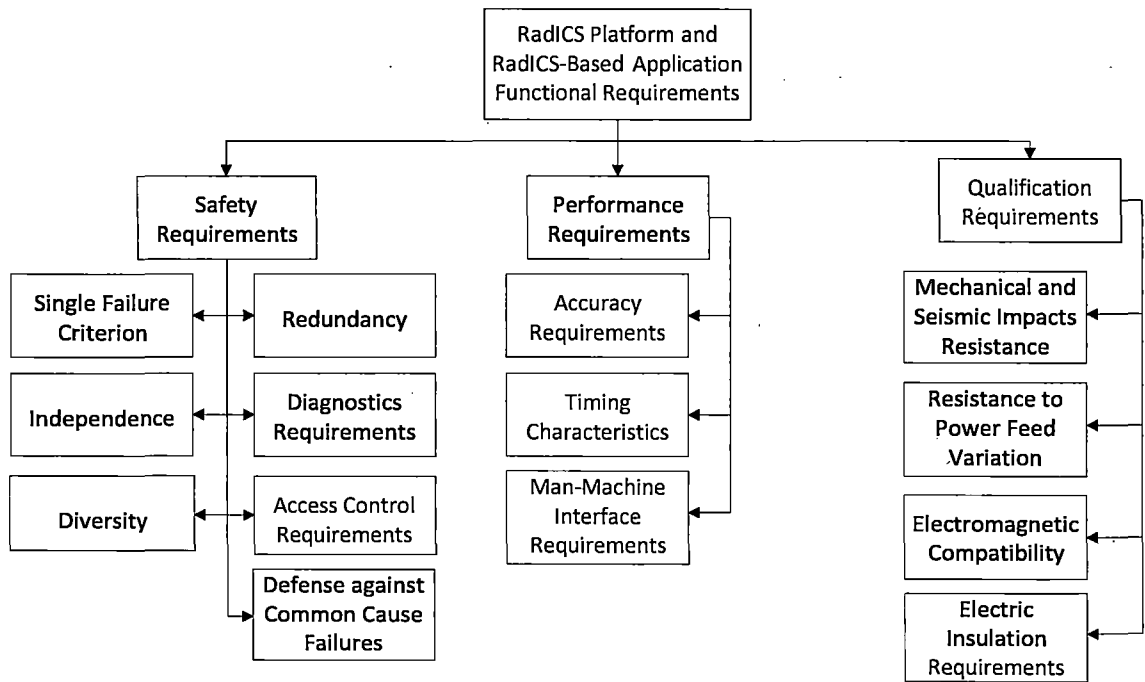 RadICS Platform and
RadICS-Based Application
Functional Requirements
Safety
Requirements
Performance
Requirements
Qualification
Requirements
Single Failure
Criterion
Redundancy
Independence
Diagnostics
Requirements
Diversity
Access Control
Requirements
Defense against
Common Cause
Failures
Accuracy
Requirements
Timing
Characteristics
Man-Machine
Interface
Requirements
Mechanical and
Seismic Impacts
Resistance
Resistance to
Power Feed
Variation
Electromagnetic
Compatibility
Electric
Insulation
Requirements